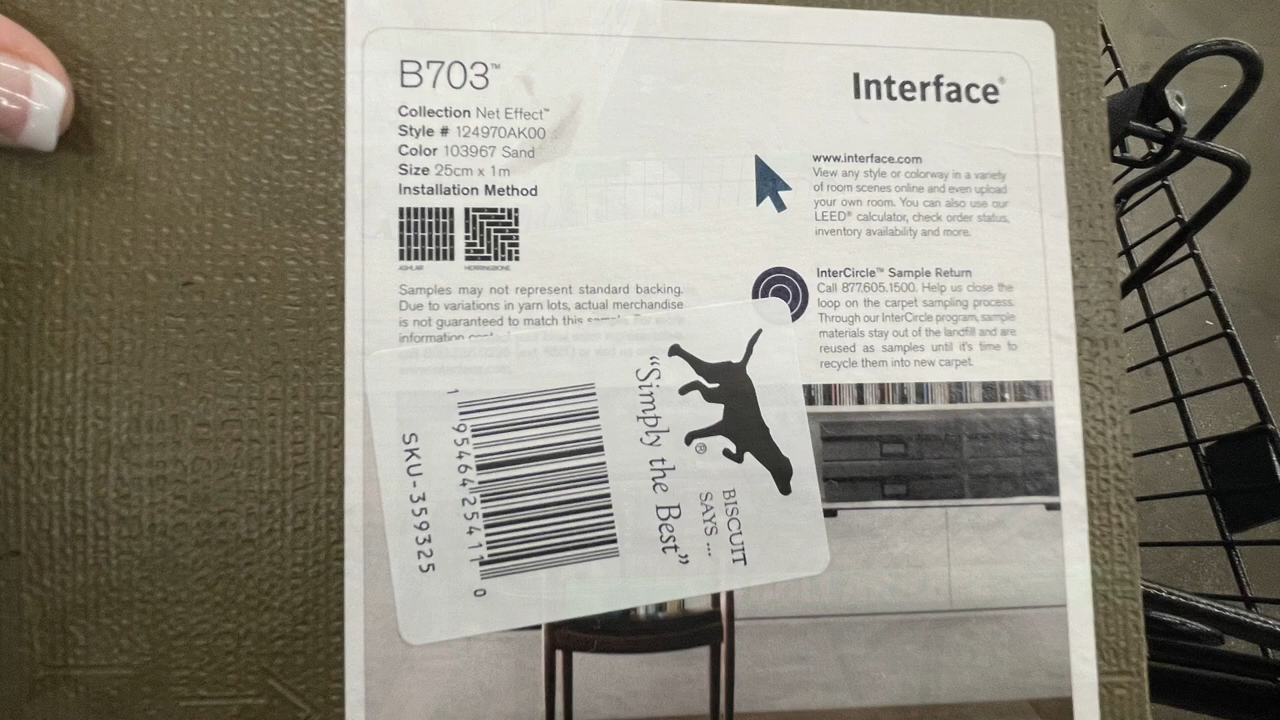 B703™
Collection Net Effect™
Style # 124970AK00
Color 103967 Sand
Size 25cm x 1m
Installation Method
ASHLAR HERRINGBONE
Samples may not represent standard backing.
Due to variations in yarn lots, actual merchandise
is not guaranteed to match this
information
Interface®
www.interface.com
View any style or colorway in a variety
of room scenes online and even upload
your own room. You can also use our
LEED® calculator, check order status,
inventory availability and more.
InterCircle™ Sample Return
Call 877.605.1500. Help us close the
loop on the carpet sampling process.
Through our InterCircle program, sample
materials stay out of the landfill and are
reused as samples until it's time to
recycle them into new carpet.
BISCUIT
SAYS ...
®
“Simply the Best”
1 95464 25411 0
SKU-359325